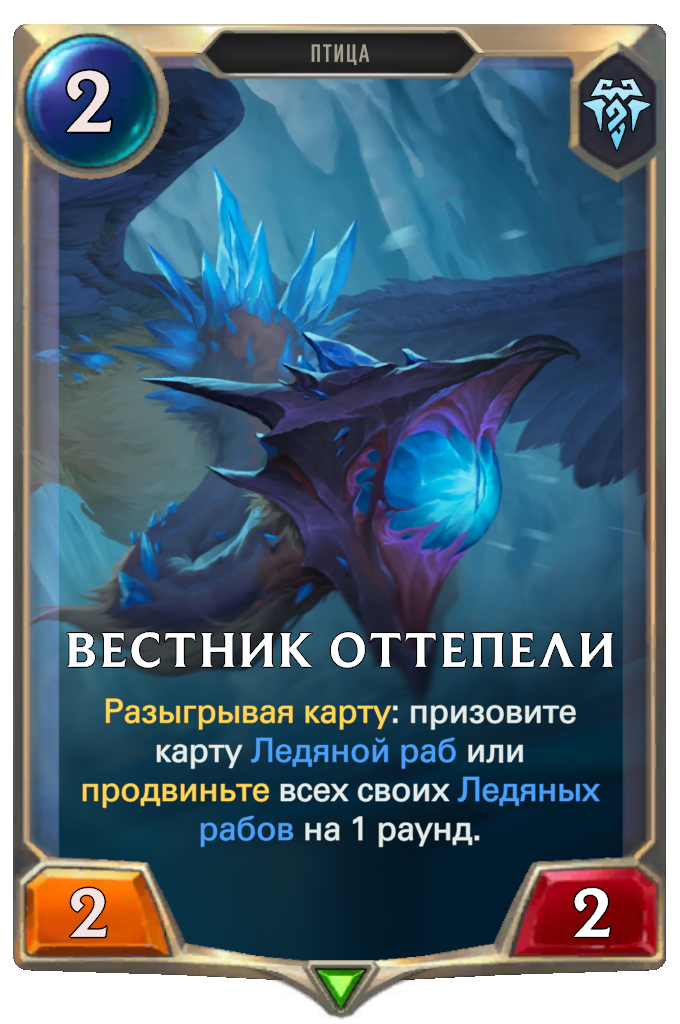 ПТИЦА
2
ВЕСТНИК ОТТЕПЕЛИ
Разыгрывая карту: призовите
карту Ледяной раб или
продвиньте всех своих Ледяных
рабов на 1 раунд.
2
2